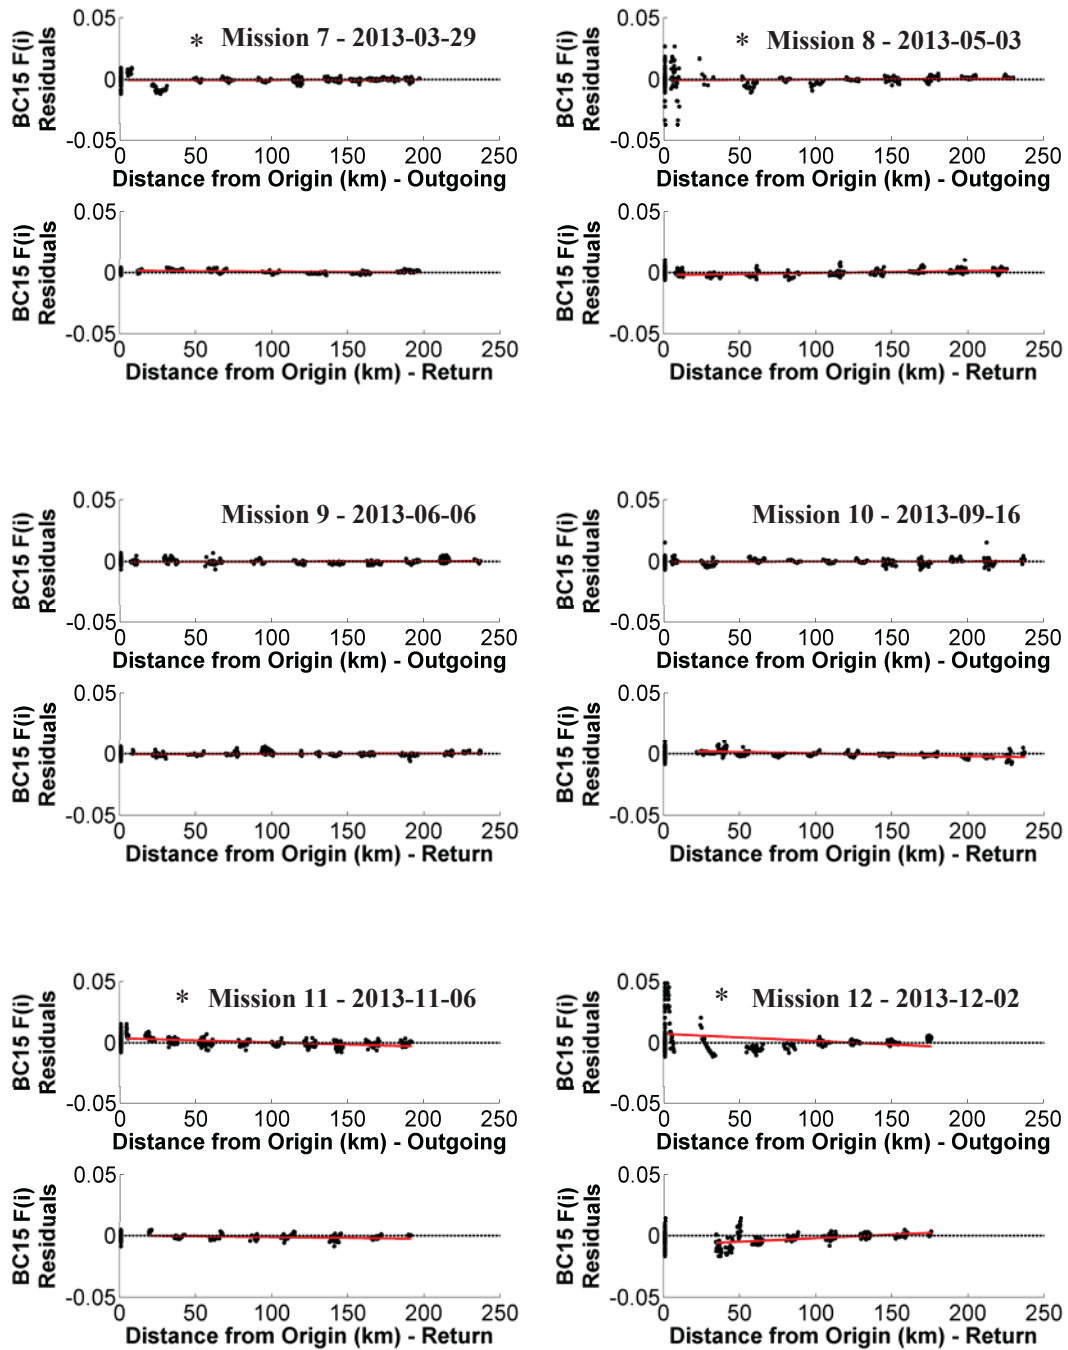 * Mission 7 - 2013-03-29
BC15 F(i)
Residuals
0.05
0
-0.05
0 50 100 150 200 250
Distance from Origin (km) - Outgoing
BC15 F(i)
Residuals
0.05
0
-0.05
0 50 100 150 200 250
Distance from Origin (km) - Return
* Mission 8 - 2013-05-03
BC15 F(i)
Residuals
0.05
0
-0.05
0 50 100 150 200 250
Distance from Origin (km) - Outgoing
BC15 F(i)
Residuals
0.05
0
-0.05
0 50 100 150 200 250
Distance from Origin (km) - Return
Mission 9 - 2013-06-06
BC15 F(i)
Residuals
0.05
0
-0.05
0 50 100 150 200 250
Distance from Origin (km) - Outgoing
BC15 F(i)
Residuals
0.05
0
-0.05
0 50 100 150 200 250
Distance from Origin (km) - Return
Mission 10 - 2013-09-16
BC15 F(i)
Residuals
0.05
0
-0.05
0 50 100 150 200 250
Distance from Origin (km) - Outgoing
BC15 F(i)
Residuals
0.05
0
-0.05
0 50 100 150 200 250
Distance from Origin (km) - Return
* Mission 11 - 2013-11-06
BC15 F(i)
Residuals
0.05
0
-0.05
0 50 100 150 200 250
Distance from Origin (km) - Outgoing
BC15 F(i)
Residuals
0.05
0
-0.05
0 50 100 150 200 250
Distance from Origin (km) - Return
* Mission 12 - 2013-12-02
BC15 F(i)
Residuals
0.05
0
-0.05
0 50 100 150 200 250
Distance from Origin (km) - Outgoing
BC15 F(i)
Residuals
0.05
0
-0.05
0 50 100 150 200 250
Distance from Origin (km) - Return